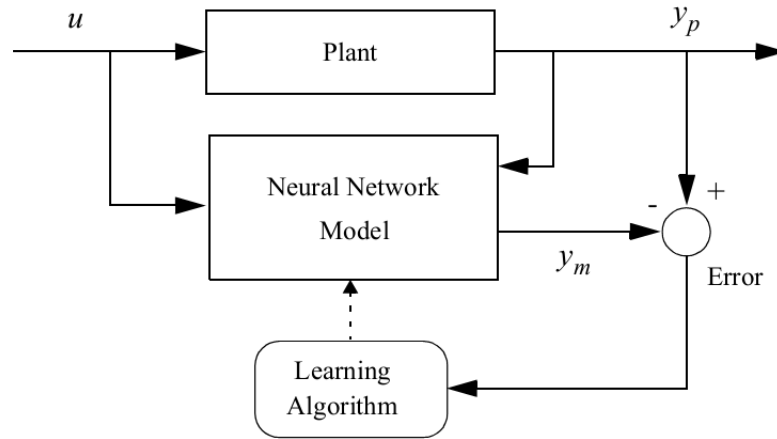 u
Plant
y_p
Neural Network
Model
-
+
y_m
Error
Learning
Algorithm